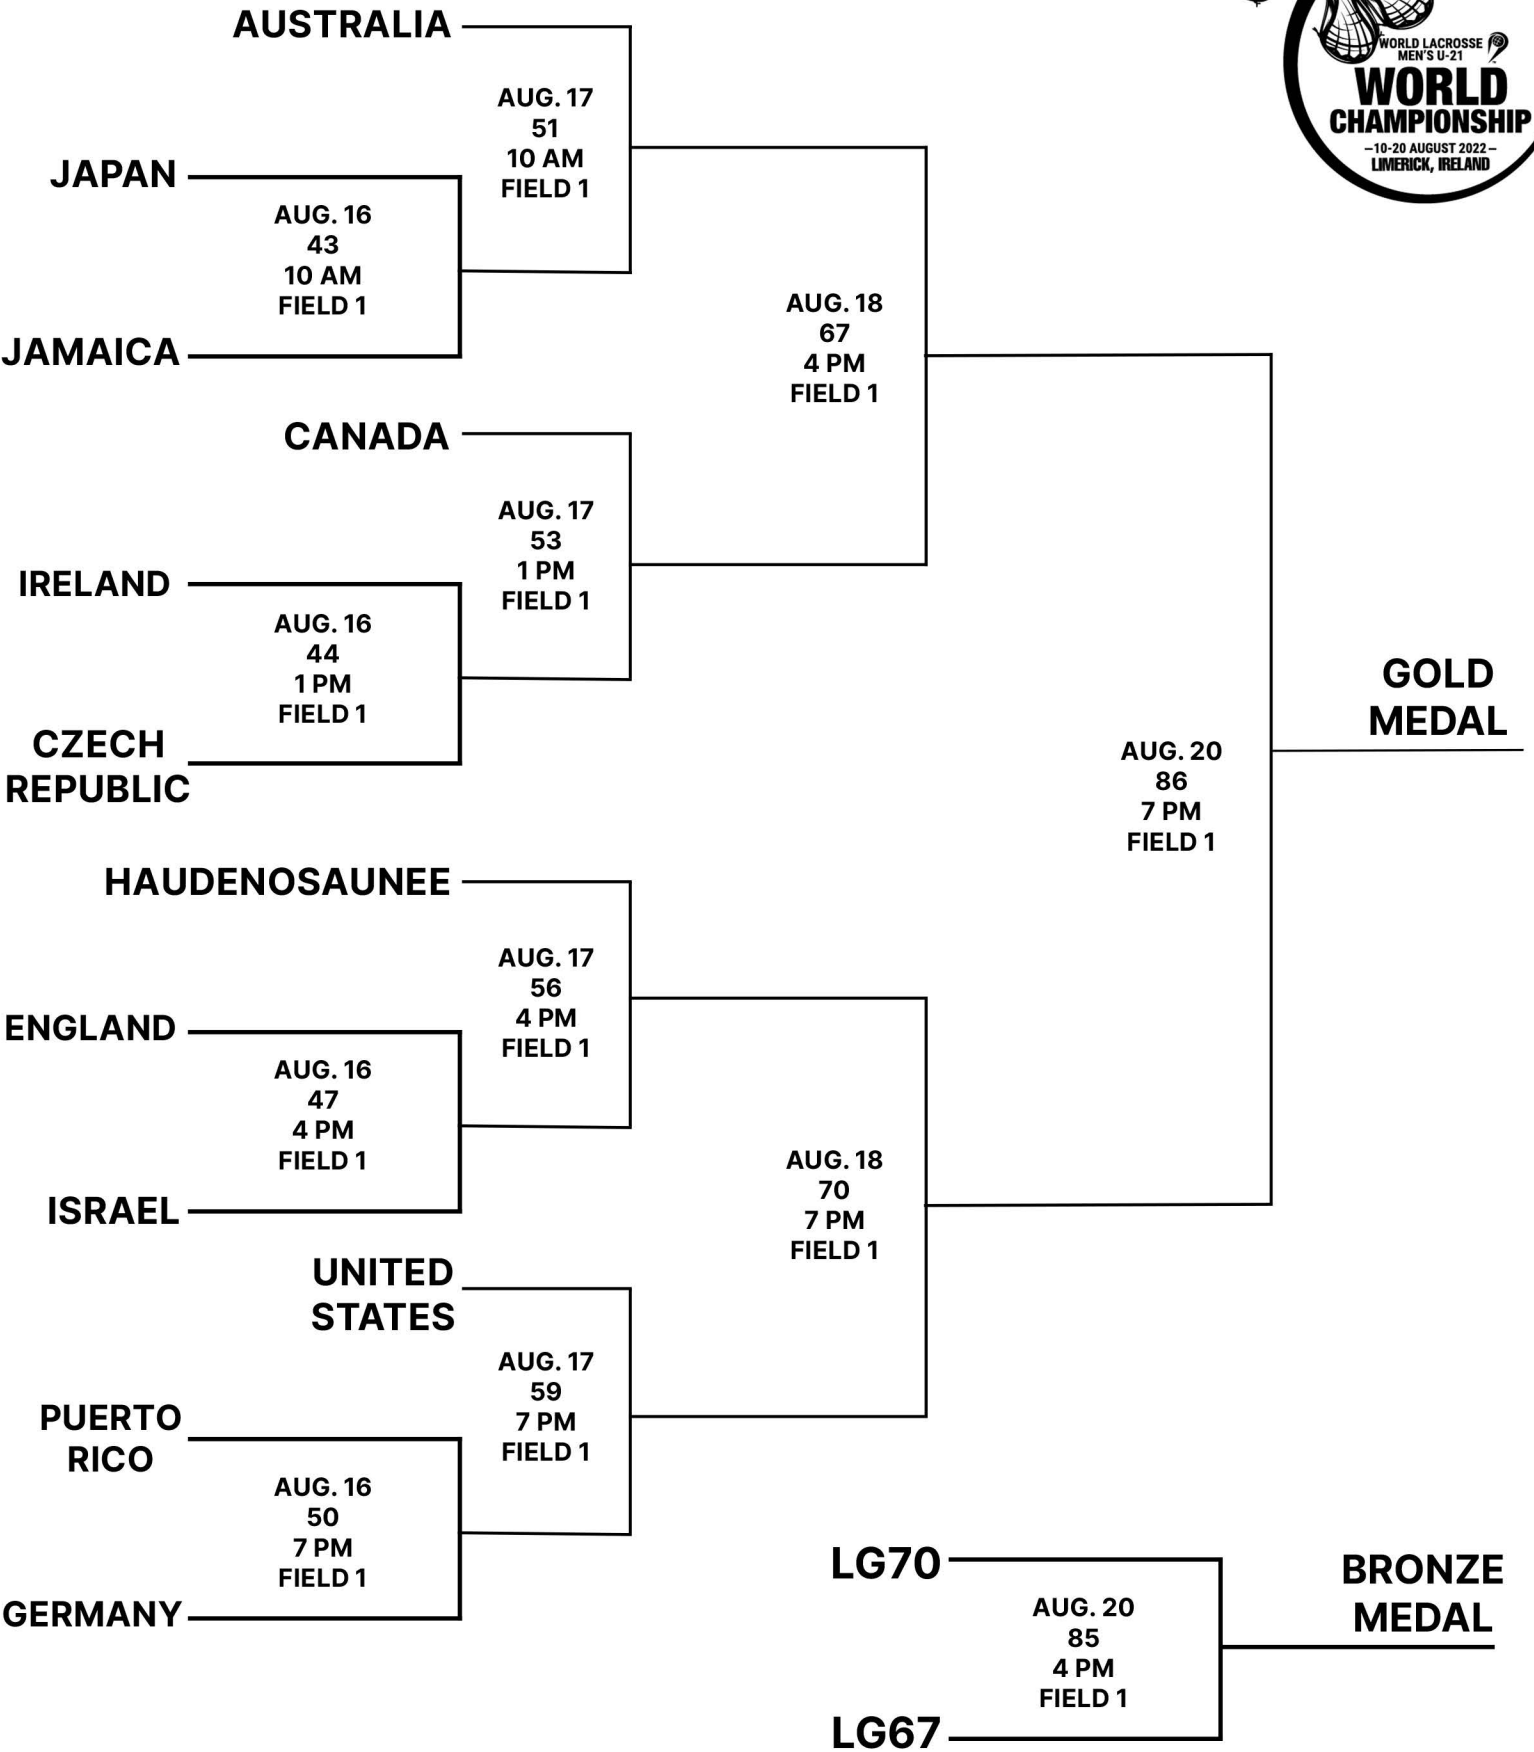 AUSTRALIA
AUG. 17
51
10 AM
FIELD 1
JAPAN
AUG. 16
43
10 AM
FIELD 1
JAMAICA
AUG. 18
67
4 PM
FIELD 1
CANADA
AUG. 17
53
1 PM
FIELD 1
IRELAND
AUG. 16
44
1 PM
FIELD 1
CZECH
REPUBLIC
HAUDENOSAUNEE
AUG. 17
56
4 PM
FIELD 1
ENGLAND
AUG. 16
47
4 PM
FIELD 1
ISRAEL
AUG. 18
70
7 PM
FIELD 1
UNITED
STATES
AUG. 17
59
7 PM
FIELD 1
PUERTO
RICO
AUG. 16
50
7 PM
FIELD 1
GERMANY
AUG. 20
86
7 PM
FIELD 1
GOLD
MEDAL
LG70
AUG. 20
85
4 PM
FIELD 1
LG67
BRONZE
MEDAL
WORLD LACROSSE
MEN'S U-21
WORLD
CHAMPIONSHIP
–10-20 AUGUST 2022–
LIMERICK, IRELAND